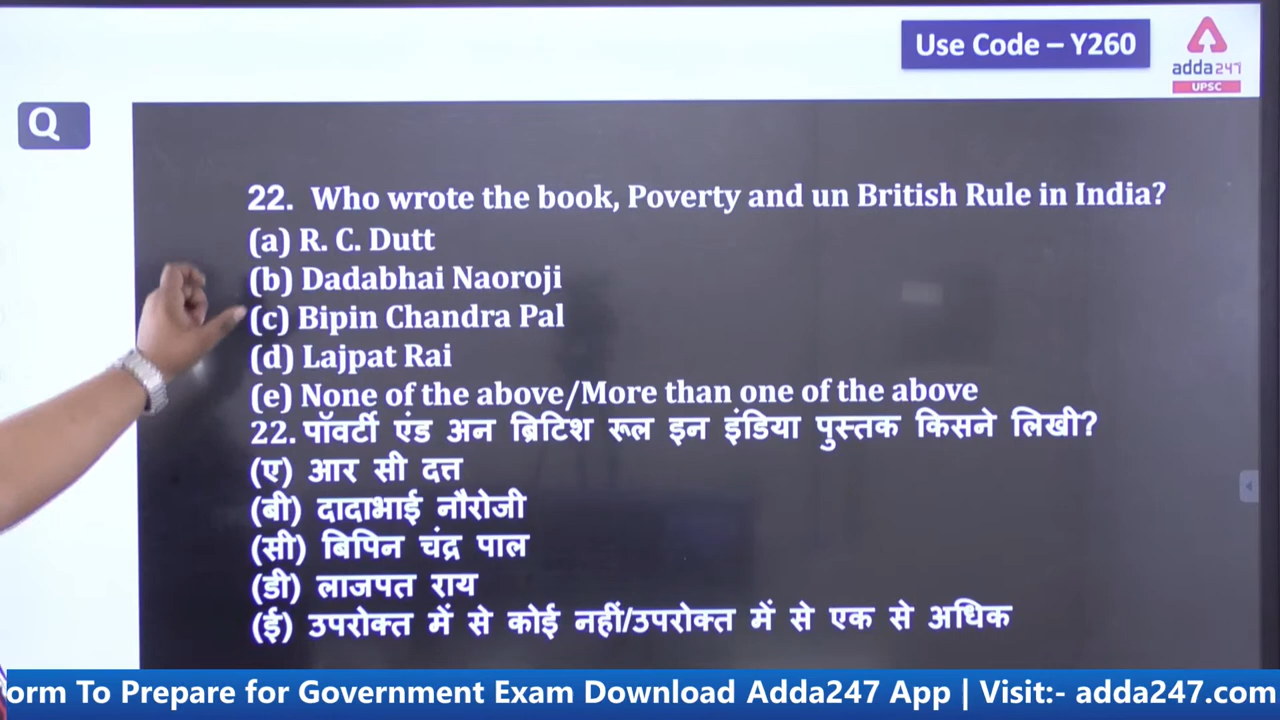 Use Code – Y260
adda247
UPSC
Q
22. Who wrote the book, Poverty and un British Rule in India?
(a) R. C. Dutt
(b) Dadabhai Naoroji
(c) Bipin Chandra Pal
(d) Lajpat Rai
(e) None of the above/More than one of the above
22. पॉवर्टी एंड अन ब्रिटिश रूल इन इंडिया पुस्तक किसने लिखी?
(ए) आर सी दत्त
(बी) दादाभाई नौरोजी
(सी) बिपिन चंद्र पाल
(डी) लाजपत राय
(ई) उपरोक्त में से कोई नहीं/उपरोक्त में से एक से अधिक
orm To Prepare for Government Exam Download Adda247 App | Visit:- adda247.com